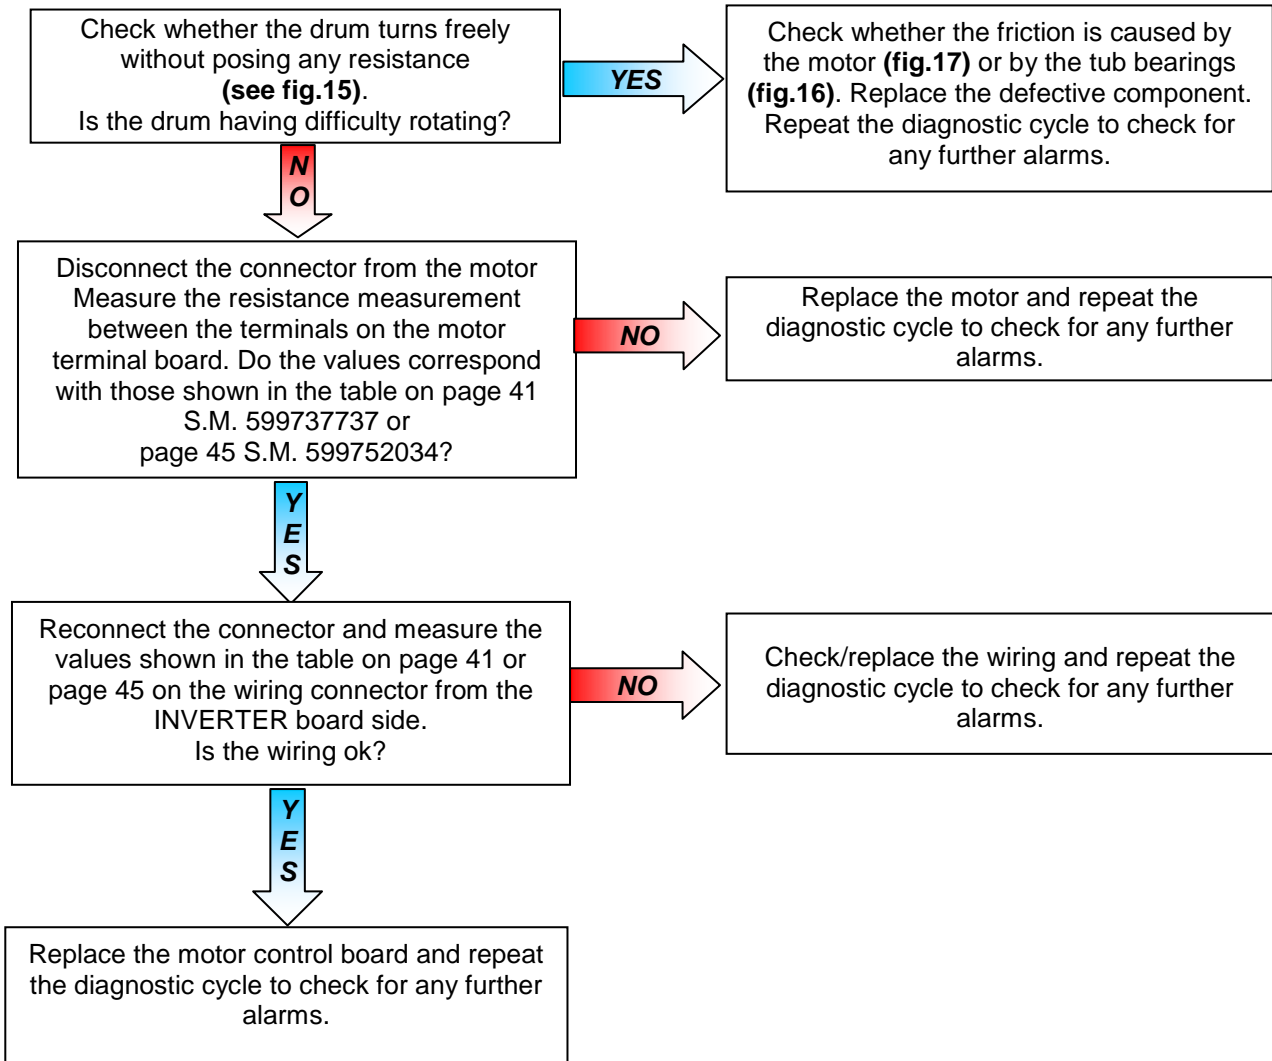 Check whether the drum turns freely
without posing any resistance
(see fig.15).
Is the drum having difficulty rotating?
YES
Check whether the friction is caused by
the motor (fig.17) or by the tub bearings
(fig.16). Replace the defective component.
Repeat the diagnostic cycle to check for
any further alarms.
N
O
Disconnect the connector from the motor
Measure the resistance measurement
between the terminals on the motor
terminal board. Do the values correspond
with those shown in the table on page 41
S.M. 599737737 or
page 45 S.M. 599752034?
NO
Replace the motor and repeat the
diagnostic cycle to check for any further
alarms.
Y
E
S
Reconnect the connector and measure the
values shown in the table on page 41 or
page 45 on the wiring connector from the
INVERTER board side.
Is the wiring ok?
NO
Check/replace the wiring and repeat the
diagnostic cycle to check for any further
alarms.
Y
E
S
Replace the motor control board and repeat
the diagnostic cycle to check for any further
alarms.